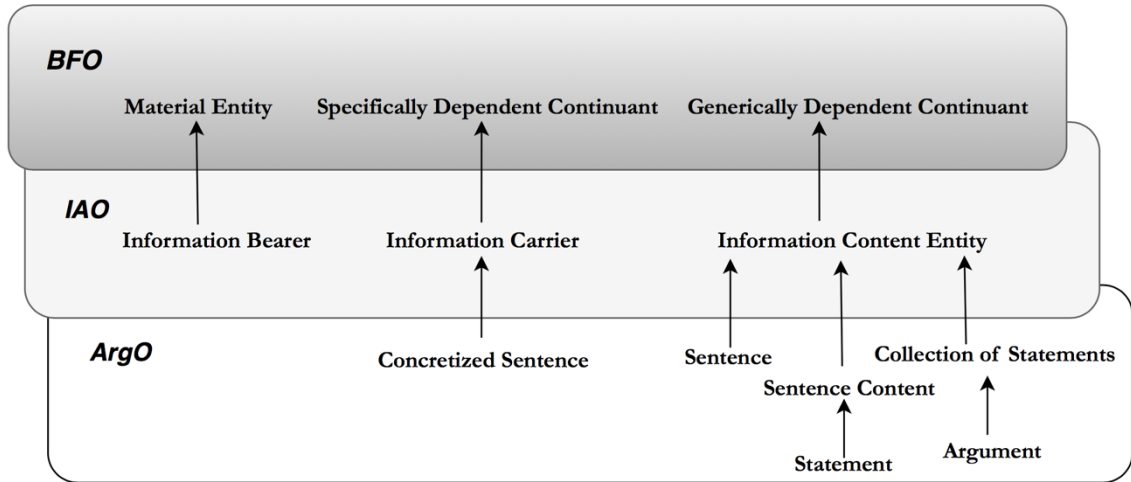 BFO
Material Entity Specifically Dependent Continuant Generically Dependent Continuant
IAO
Information Bearer Information Carrier Information Content Entity
ArgO
Concretized Sentence Sentence Collection of Statements
Sentence Content
Statement Argument